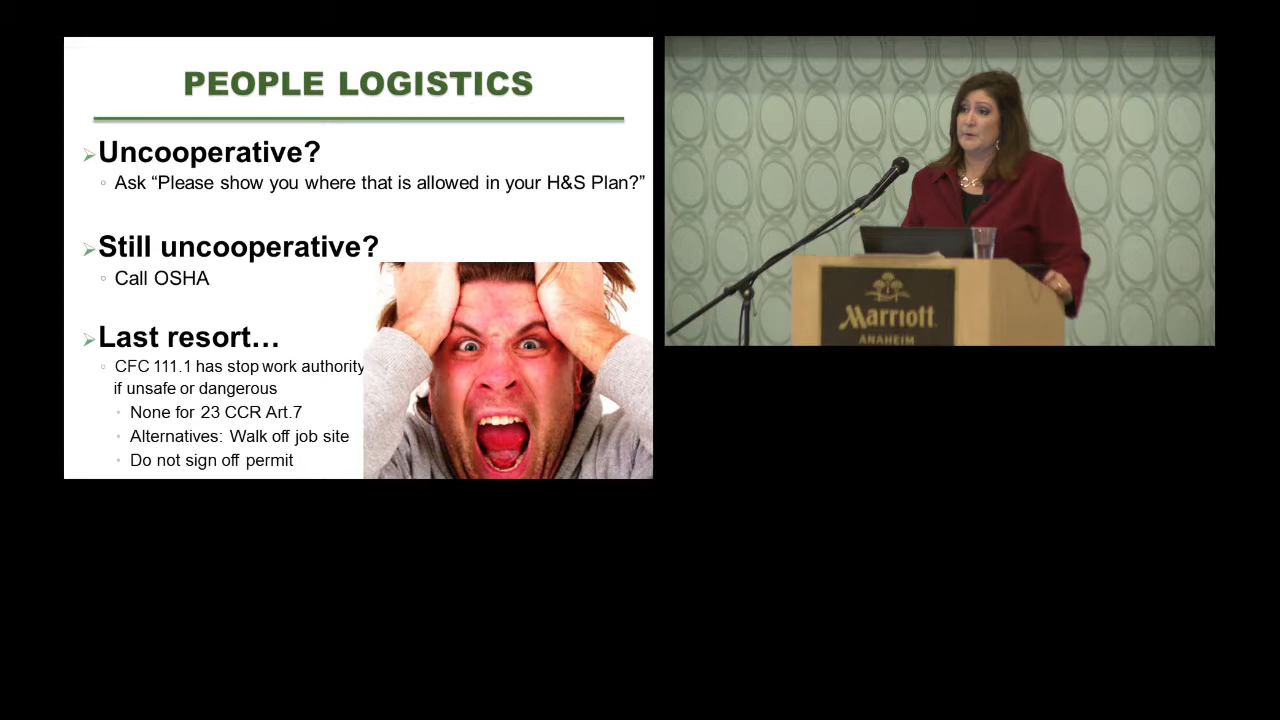 PEOPLE LOGISTICS
Uncooperative?
Ask “Please show you where that is allowed in your H&S Plan?”
Still uncooperative?
Call OSHA
Last resort…
CFC 111.1 has stop work authority
if unsafe or dangerous
None for 23 CCR Art.7
Alternatives: Walk off job site
Do not sign off permit
Marriott
ANAHEIM